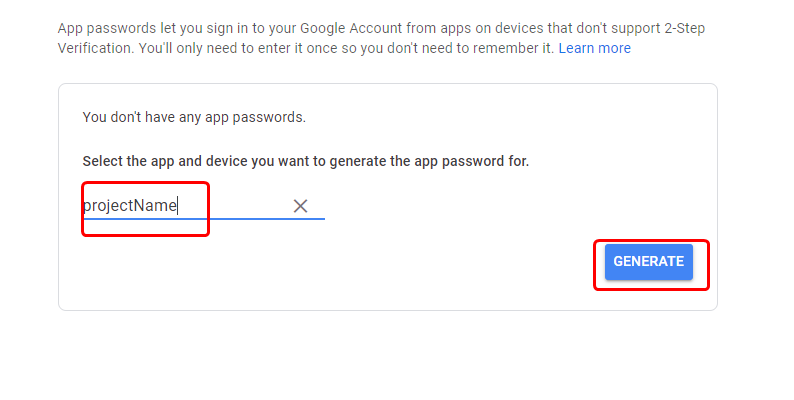 App passwords let you sign in to your Google Account from apps on devices that don't support 2-Step
Verification. You'll only need to enter it once so you don't need to remember it. Learn more
You don't have any app passwords.
Select the app and device you want to generate the app password for.
projectName
GENERATE